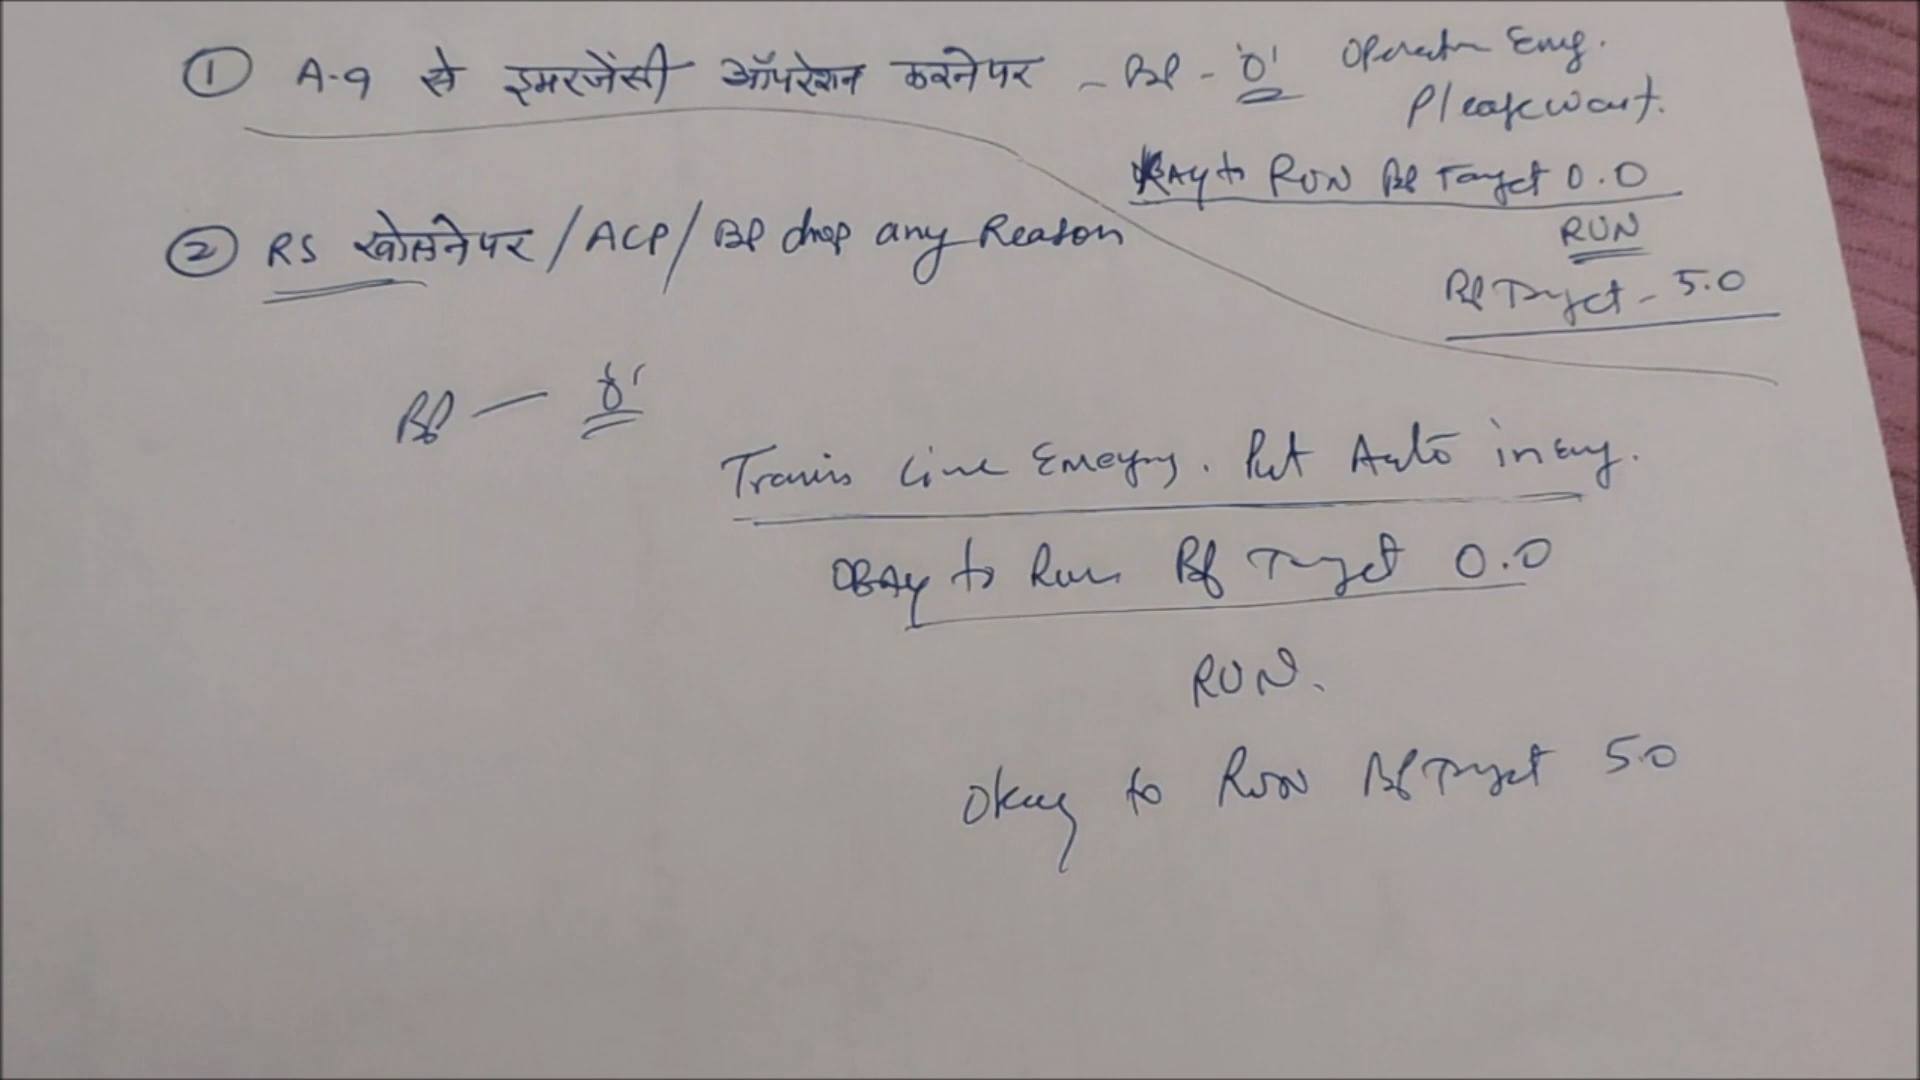 ① A-9 से इमरजेंसी ऑपरेशन करनेपर - BP - '0' Operator Emg.
Please wait.
OKAy to RUN BP Target 0.0
RUN
BP Target - 5.0
② RS खोलनेपर / ACP / BP drop any Reason
BP — '0'
Train Line Emergency. Put Auto in emg.
OKAy to Run BP Target 0.0
RUN.
Okay to Run BP Target 5.0